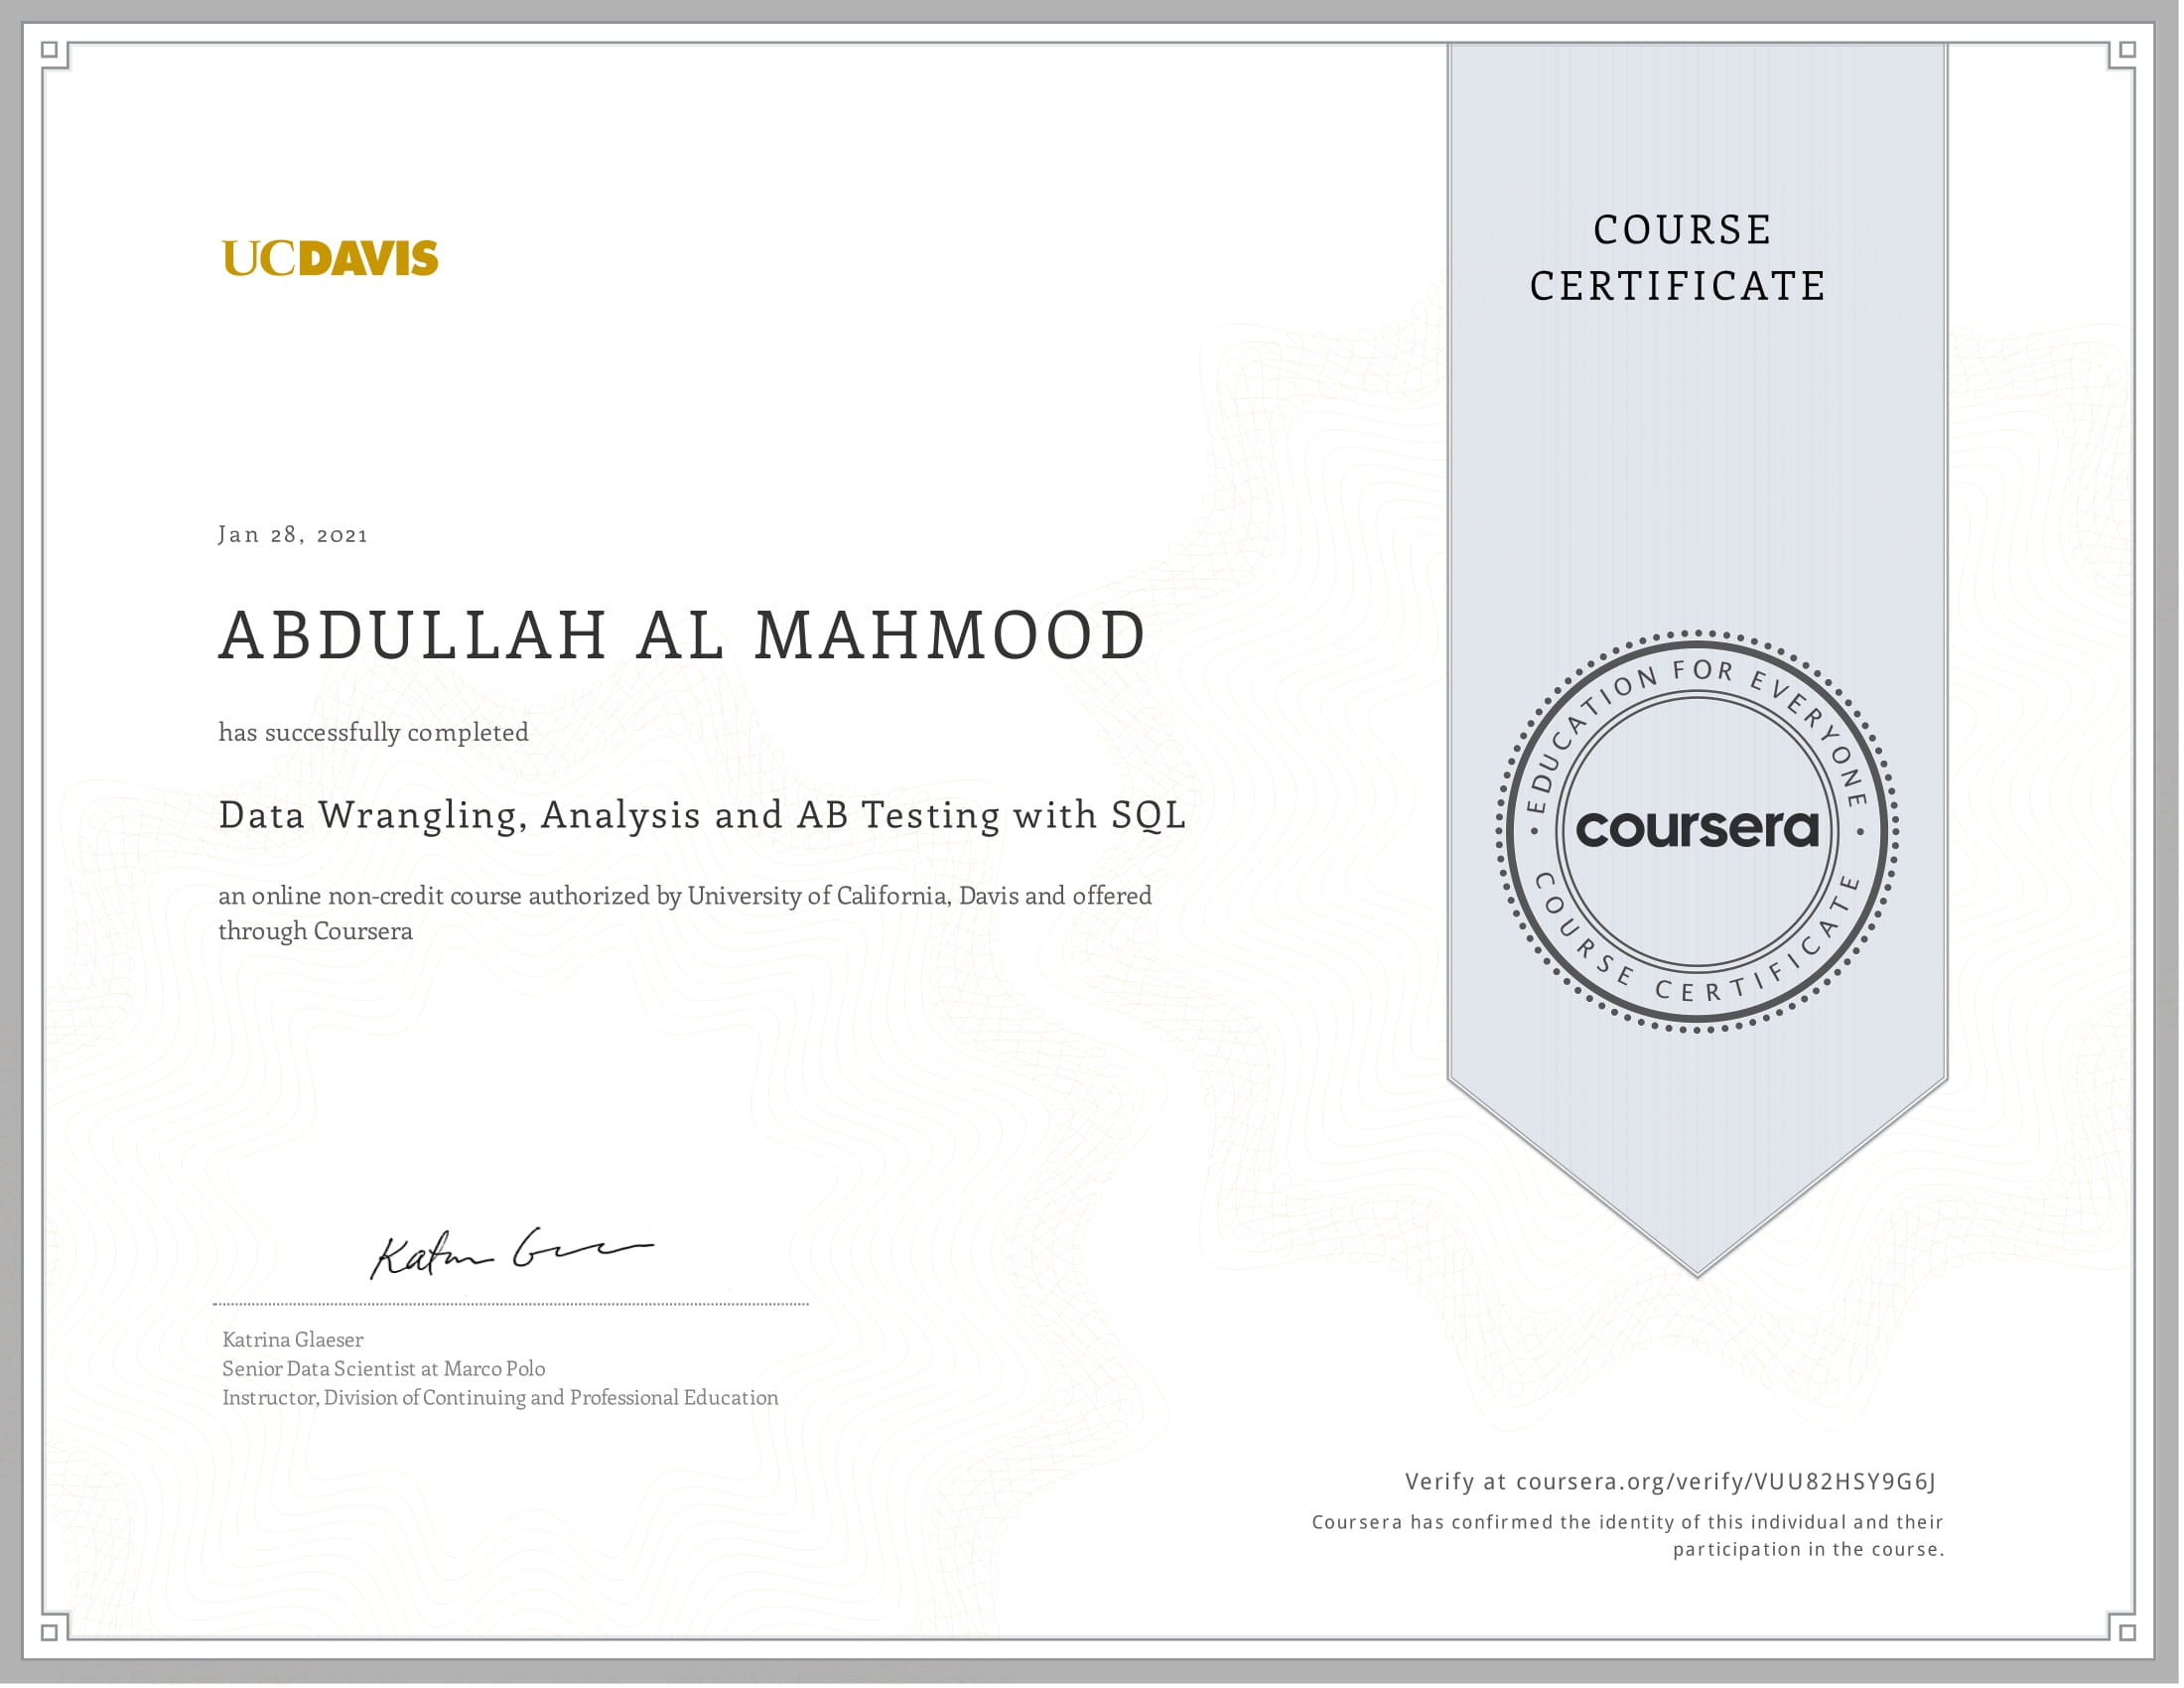 UCDAVIS
COURSE
CERTIFICATE
Jan 28, 2021
ABDULLAH AL MAHMOOD
has successfully completed
Data Wrangling, Analysis and AB Testing with SQL
an online non-credit course authorized by University of California, Davis and offered
through Coursera
EDUCATION FOR EVERYONE
coursera
COURSE CERTIFICATE
Katrina Glaeser
Senior Data Scientist at Marco Polo
Instructor, Division of Continuing and Professional Education
Verify at coursera.org/verify/VUU82HSY9G6J
Coursera has confirmed the identity of this individual and their
participation in the course.